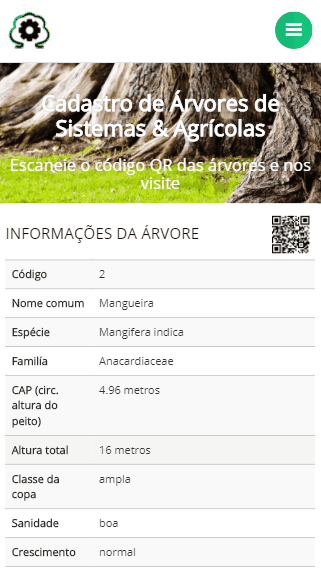 Cadastro de Árvores de
Sistemas & Agrícolas
Escaneie o código QR das árvores e nos
visite
INFORMAÇÕES DA ÁRVORE
Código 2
Nome comum Mangueira
Espécie Mangifera indica
Família Anacardiaceae
CAP (circ. 4.96 metros
altura do
peito)
Altura total 16 metros
Classe da ampla
copa
Sanidade boa
Crescimento normal